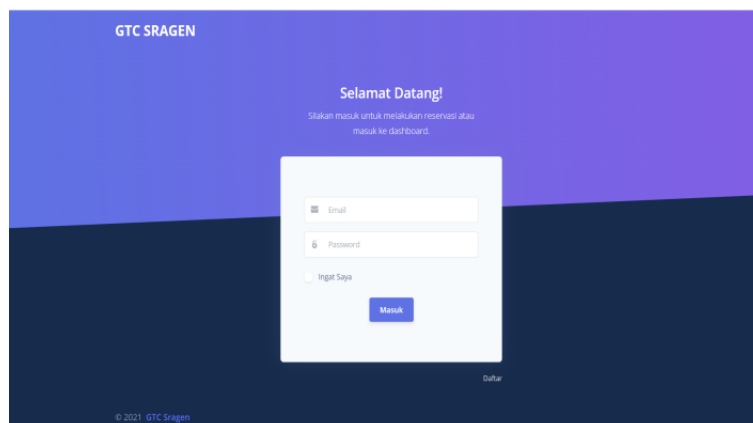 GTC SRAGEN
Selamat Datang!
Silakan masuk untuk melakukan reservasi atau
masuk ke dashboard.
Email
Password
Ingat Saya
Masuk
Daftar
© 2021 GTC Sragen